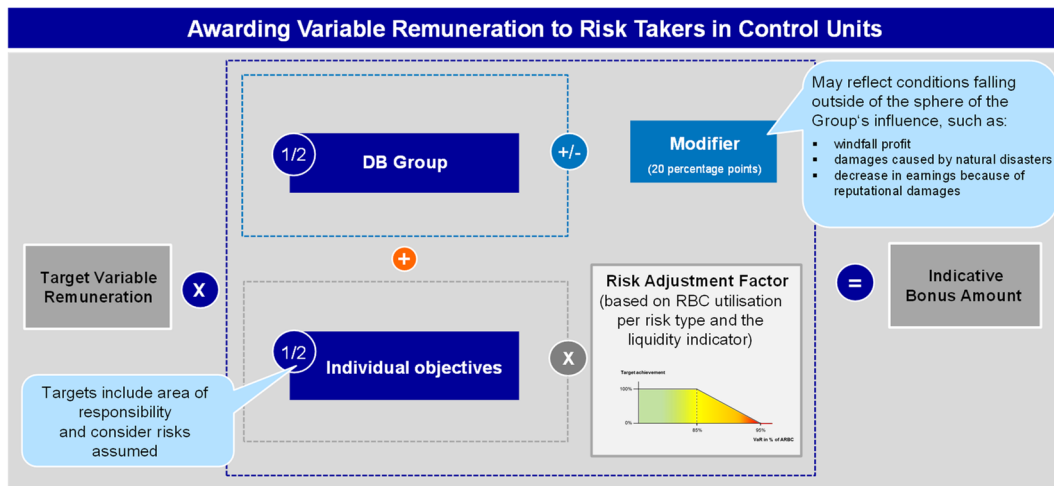 Awarding Variable Remuneration to Risk Takers in Control Units
May reflect conditions falling
outside of the sphere of the
Group‘s influence, such as:
▪ windfall profit
▪ damages caused by natural disasters
▪ decrease in earnings because of
reputational damages
1/2
DB Group
+/-
Modifier
(20 percentage points)
+
Target Variable
Remuneration
X
Risk Adjustment Factor
(based on RBC utilisation
per risk type and the
liquidity indicator)
=
Indicative
Bonus Amount
1/2
Individual objectives
X
Target achievement
100%
0%
85%
95%
VaR in % of ARBC
Targets include area of
responsibility
and consider risks
assumed